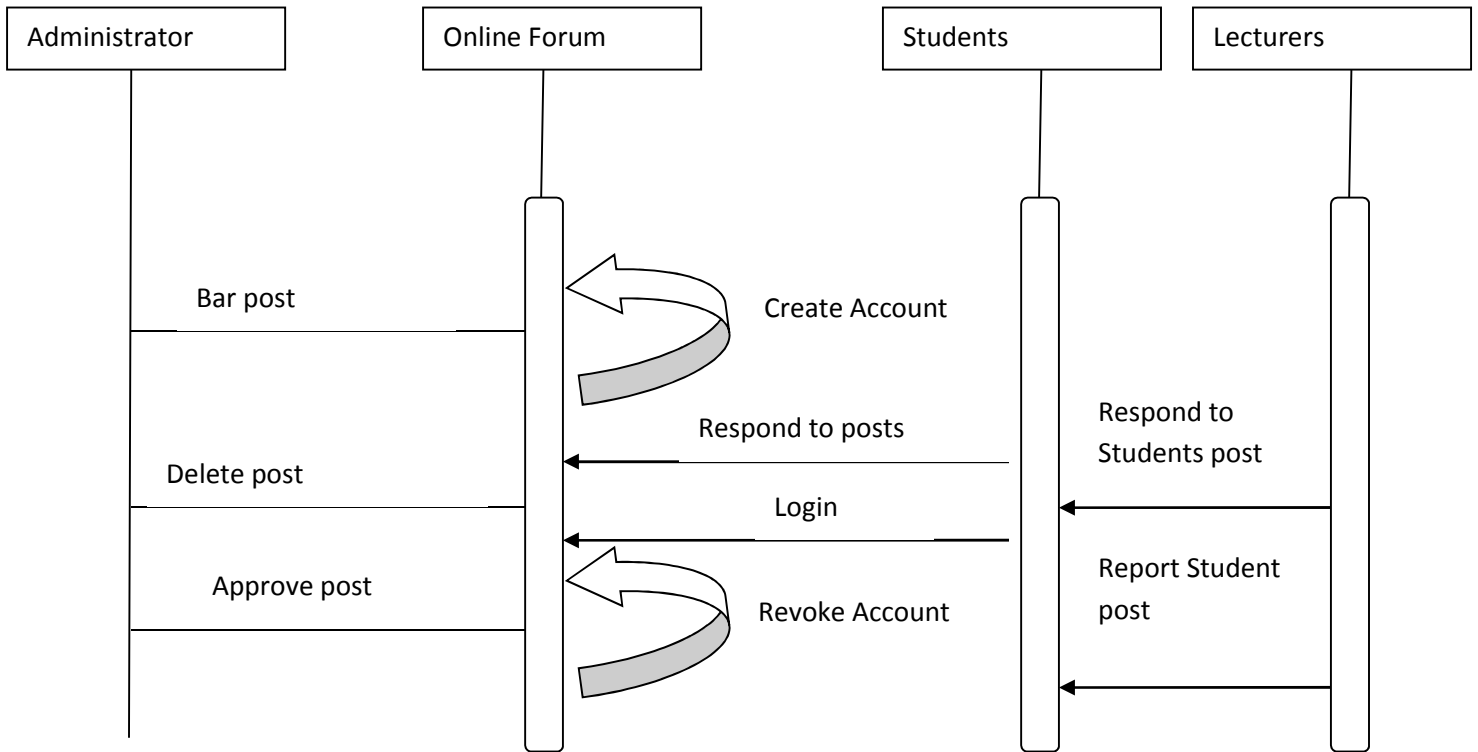 Administrator
Online Forum
Students
Lecturers
Bar post
Create Account
Respond to posts
Respond to
Students post
Delete post
Login
Approve post
Revoke Account
Report Student
post